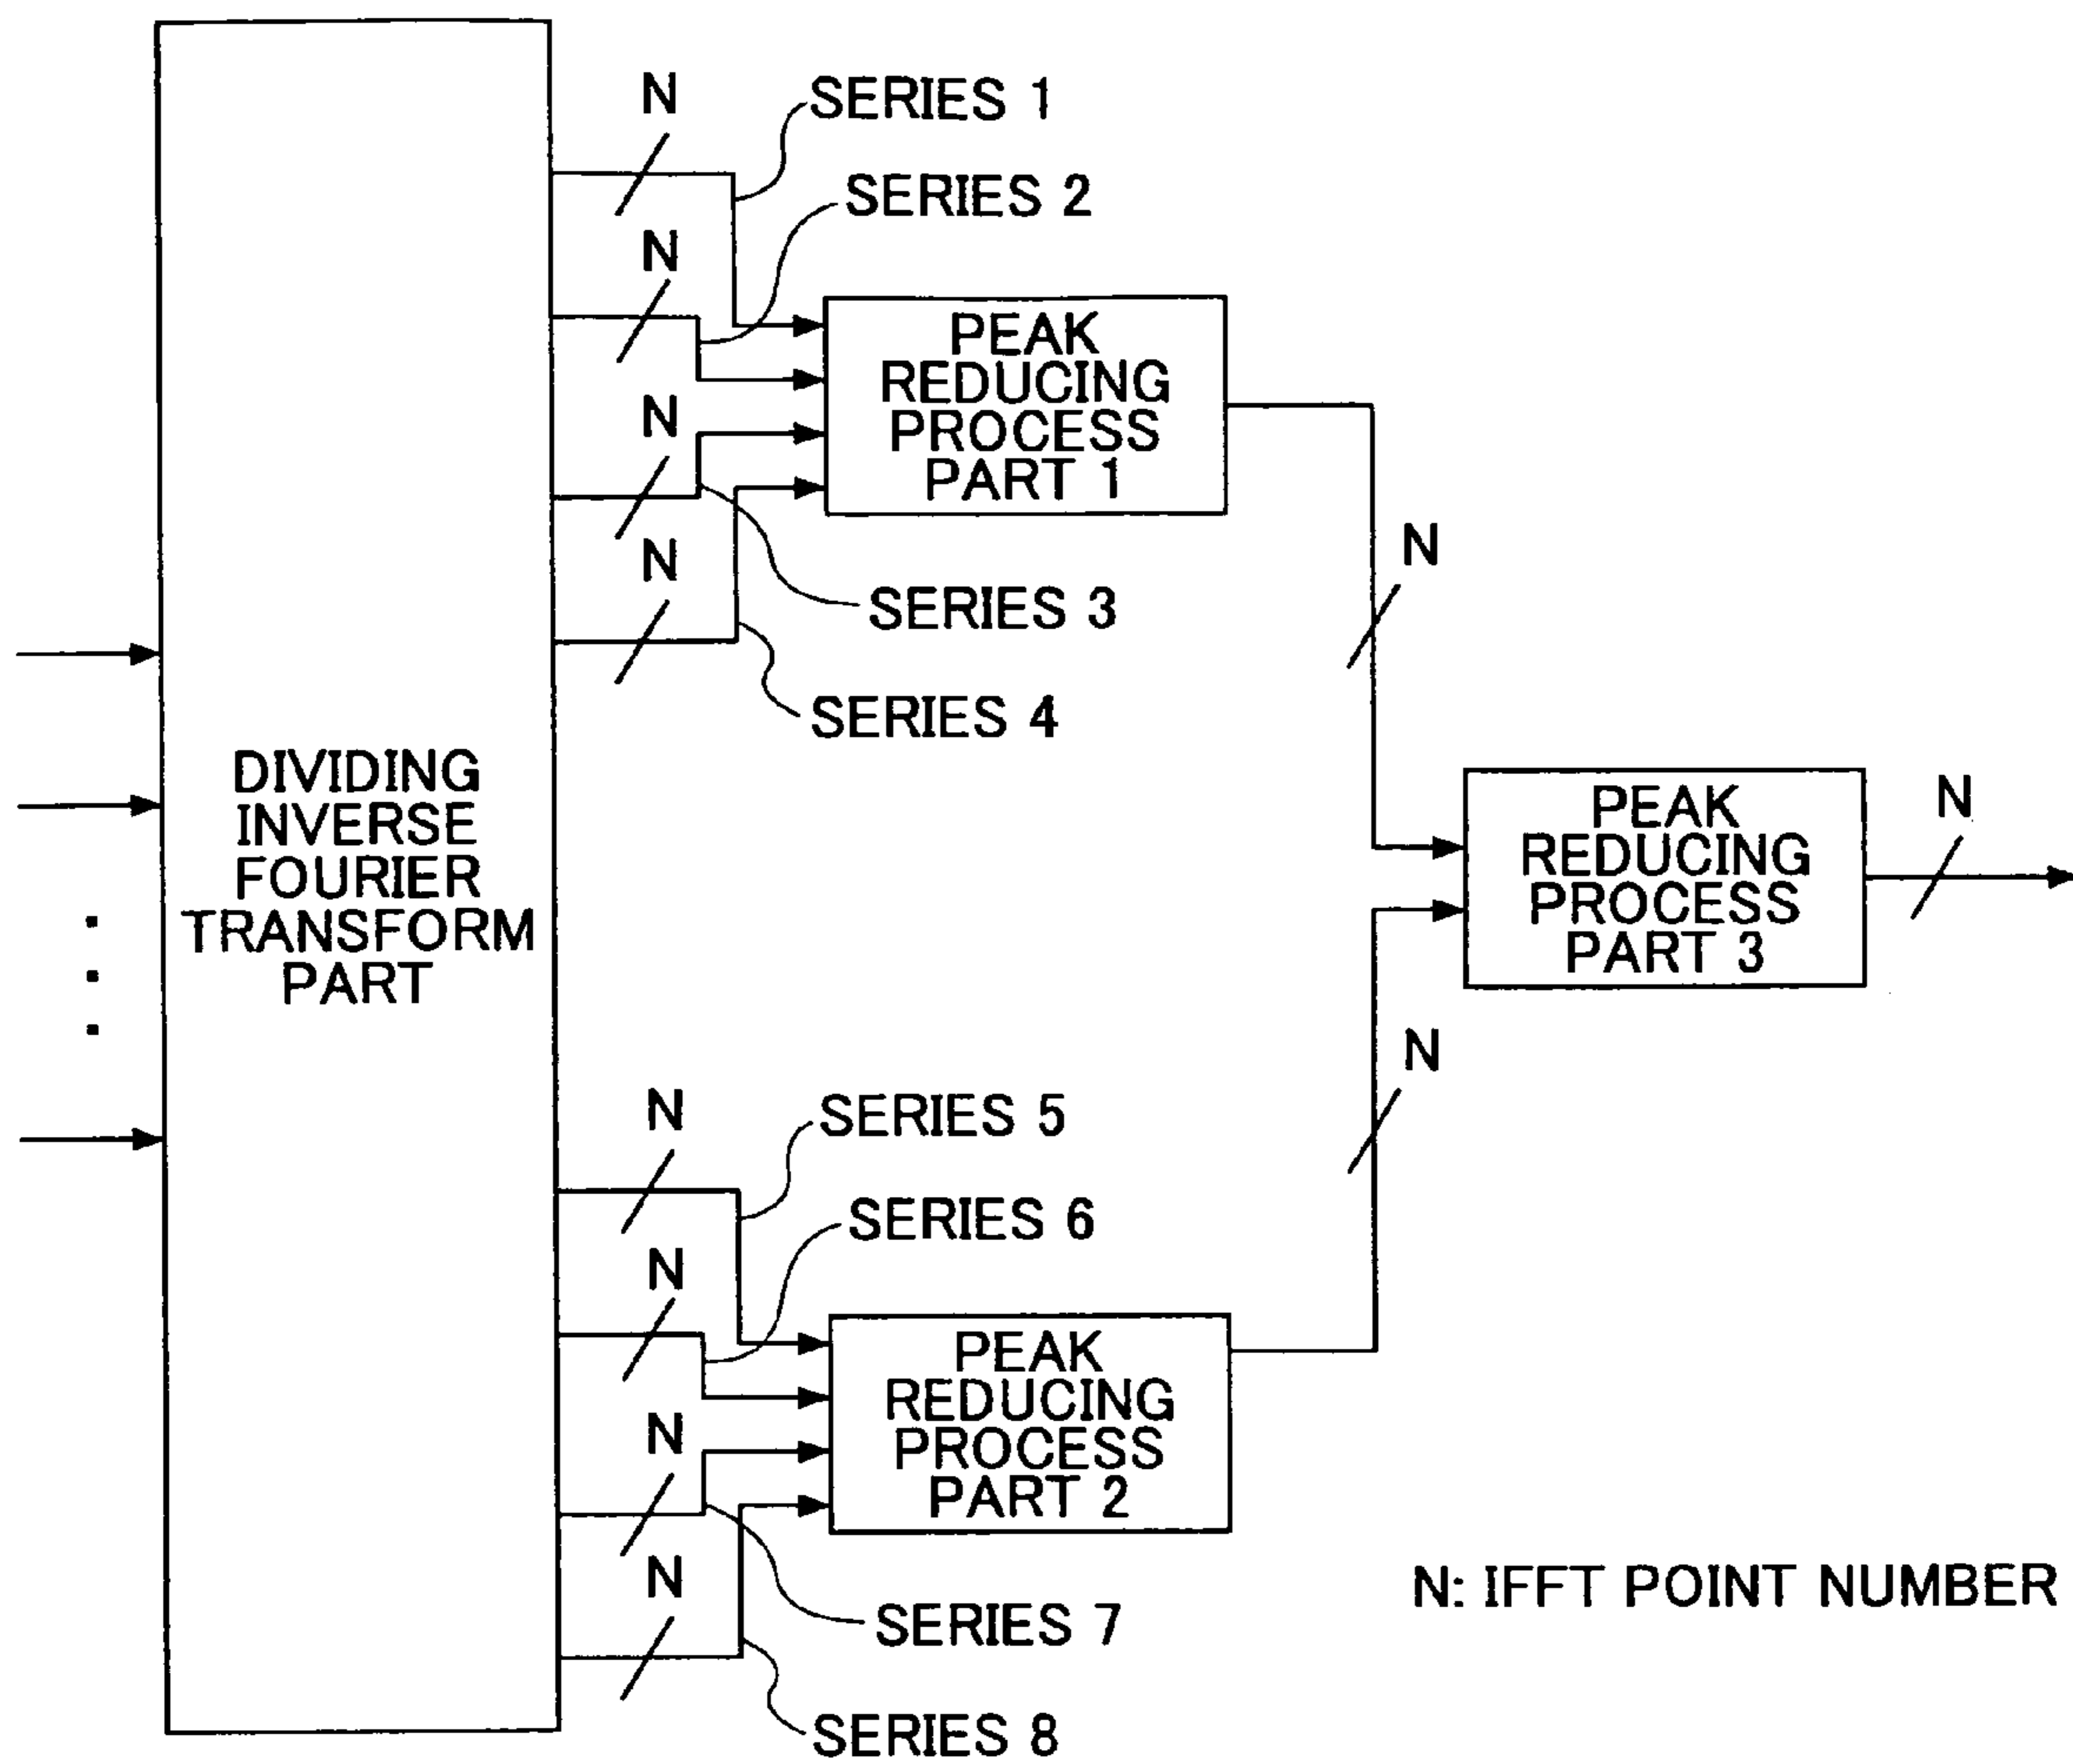 N
SERIES 1
SERIES 2
N
PEAK
REDUCING
PROCESS
PART 1
N
N
N
SERIES 3
SERIES 4
DIVIDING
INVERSE
FOURIER
TRANSFORM
PART
PEAK
REDUCING
PROCESS
PART 3
N
N
N
SERIES 5
SERIES 6
N
PEAK
REDUCING
PROCESS
PART 2
N
N
SERIES 7
SERIES 8
N: IFFT POINT NUMBER